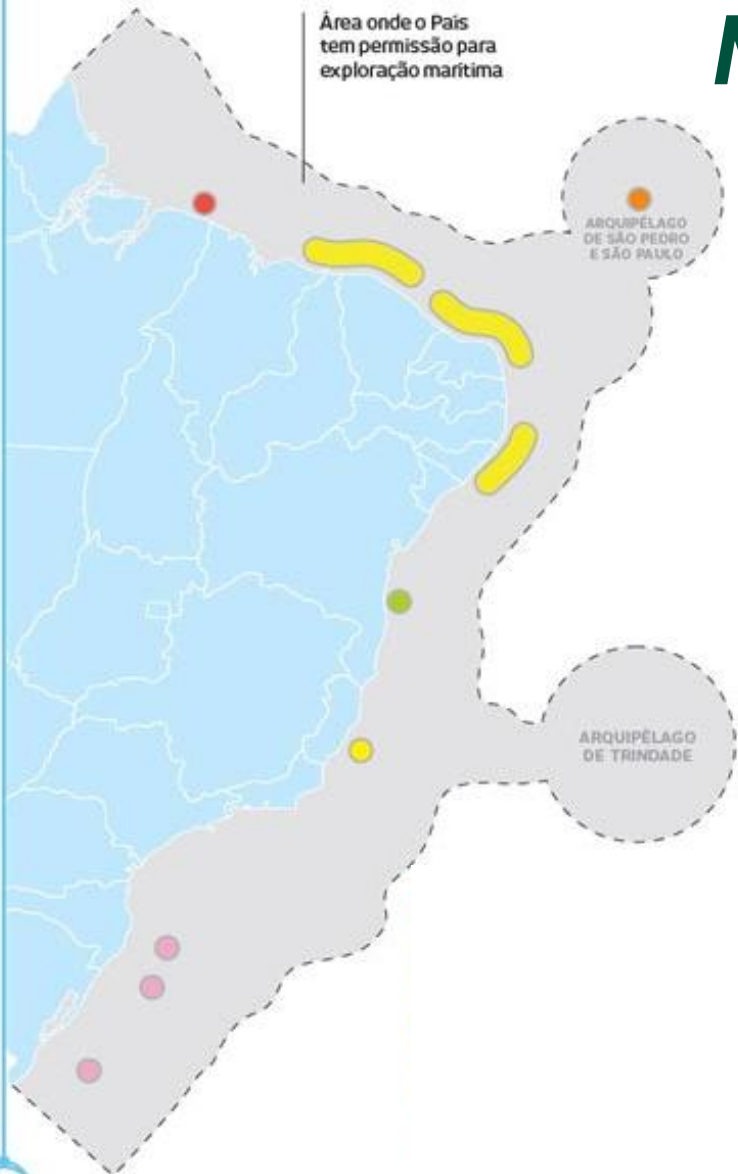 Área onde o País
tem permissão para
exploração marítima
ARQUIPÉLAGO
DE SÃO PEDRO
E SÃO PAULO
ARQUIPÉLAGO
DE TRINDADE